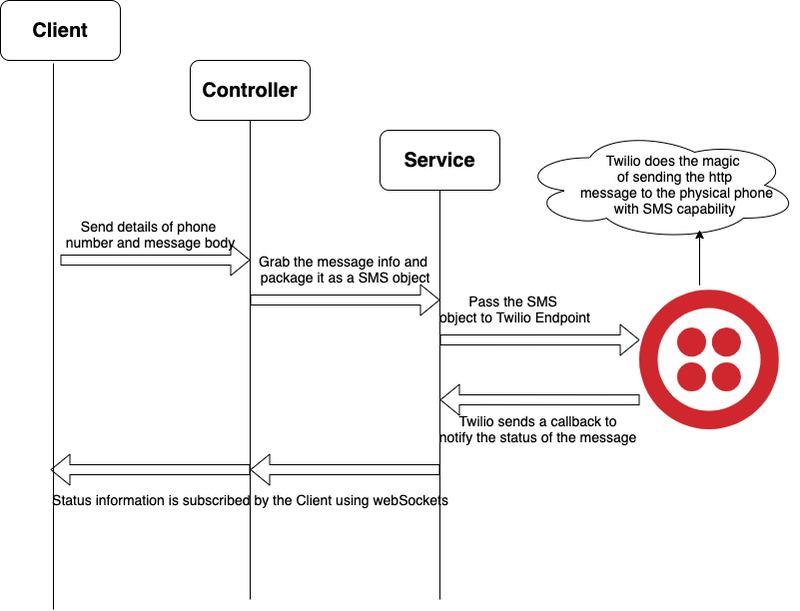 Client
Controller
Service
Twilio does the magic
of sending the http
message to the physical phone
with SMS capability
Send details of phone
number and message body
Grab the message info and
package it as a SMS object
Pass the SMS
object to Twilio Endpoint
Twilio sends a callback to
notify the status of the message
Status information is subscribed by the Client using webSockets